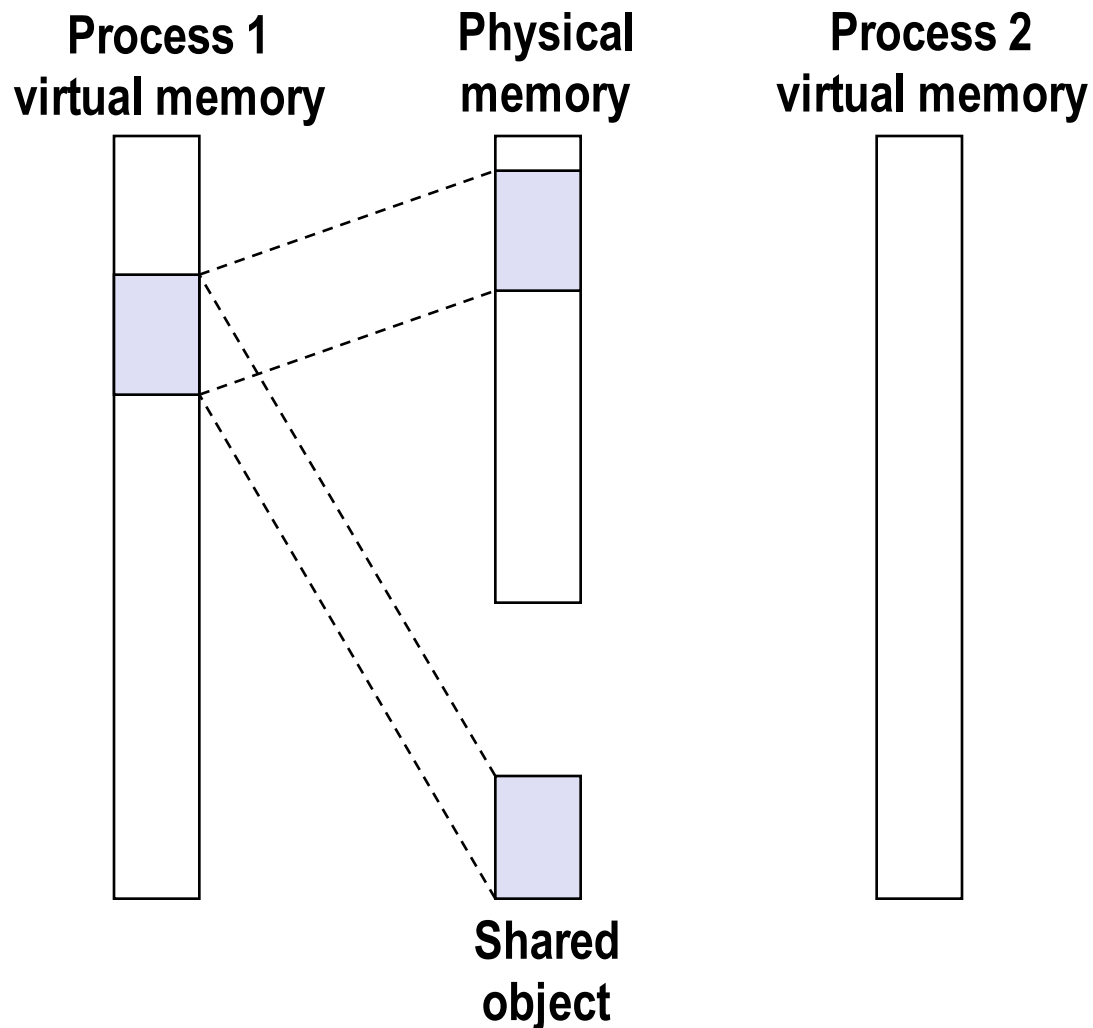 Process 1
virtual memory
Physical
memory
Process 2
virtual memory
Shared
object